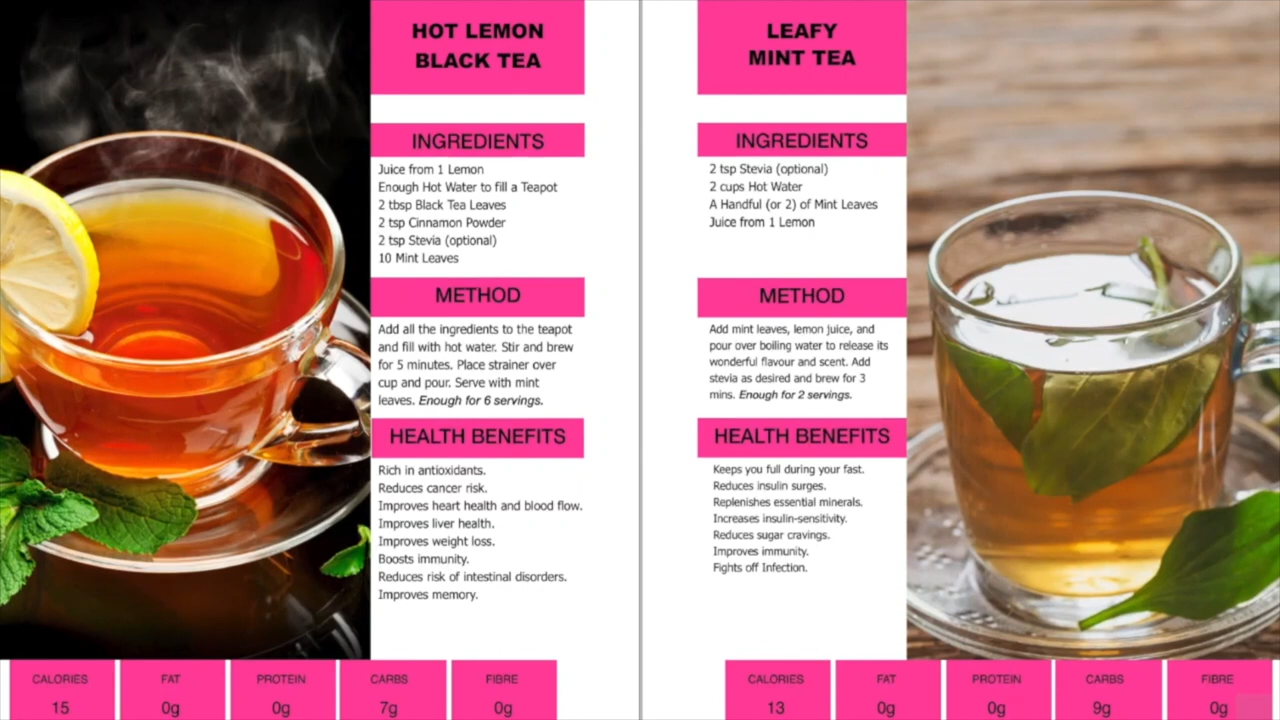 HOT LEMON
BLACK TEA
INGREDIENTS
Juice from 1 Lemon
Enough Hot Water to fill a Teapot
2 tbsp Black Tea Leaves
2 tsp Cinnamon Powder
2 tsp Stevia (optional)
10 Mint Leaves
METHOD
Add all the ingredients to the teapot
and fill with hot water. Stir and brew
for 5 minutes. Place strainer over
cup and pour. Serve with mint
leaves. Enough for 6 servings.
HEALTH BENEFITS
Rich in antioxidants.
Reduces cancer risk.
Improves heart health and blood flow.
Improves liver health.
Improves weight loss.
Boosts immunity.
Reduces risk of intestinal disorders.
Improves memory.
CALORIES FAT PROTEIN CARBS FIBRE
15 0g 0g 7g 0g
LEAFY
MINT TEA
INGREDIENTS
2 tsp Stevia (optional)
2 cups Hot Water
A Handful (or 2) of Mint Leaves
Juice from 1 Lemon
METHOD
Add mint leaves, lemon juice, and
pour over boiling water to release its
wonderful flavour and scent. Add
stevia as desired and brew for 3
mins. Enough for 2 servings.
HEALTH BENEFITS
Keeps you full during your fast.
Reduces insulin surges.
Replenishes essential minerals.
Increases insulin-sensitivity.
Reduces sugar cravings.
Improves immunity.
Fights off Infection.
CALORIES FAT PROTEIN CARBS FIBRE
13 0g 0g 9g 0g